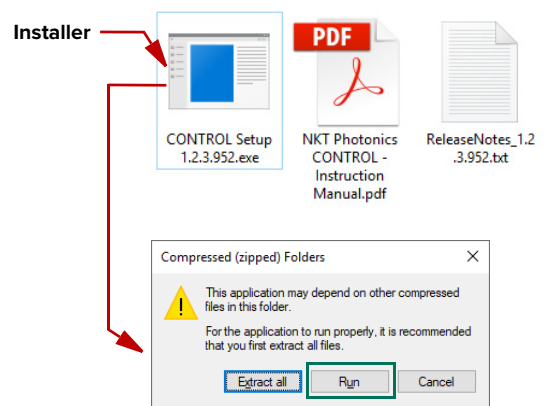 Installer
PDF
CONTROL Setup
1.2.3.952.exe
NKT Photonics
CONTROL -
Instruction
Manual.pdf
ReleaseNotes_1.2
.3.952.txt
Compressed (zipped) Folders
This application may depend on other compressed
files in this folder.
For the application to run properly, it is recommended
that you first extract all files.
Extract all
Run
Cancel